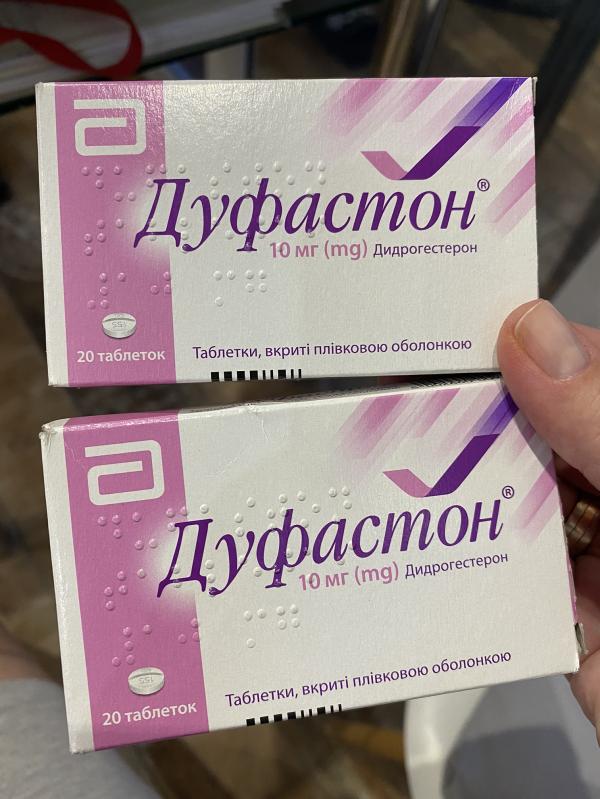 Дуфастон®
10 мг (mg) Дидрогестерон
20 таблеток
Таблетки, вкриті плівковою оболонкою
Дуфастон®
10 мг (mg) Дидрогестерон
155
20 таблеток
Таблетки, вкриті плівковою оболонкою